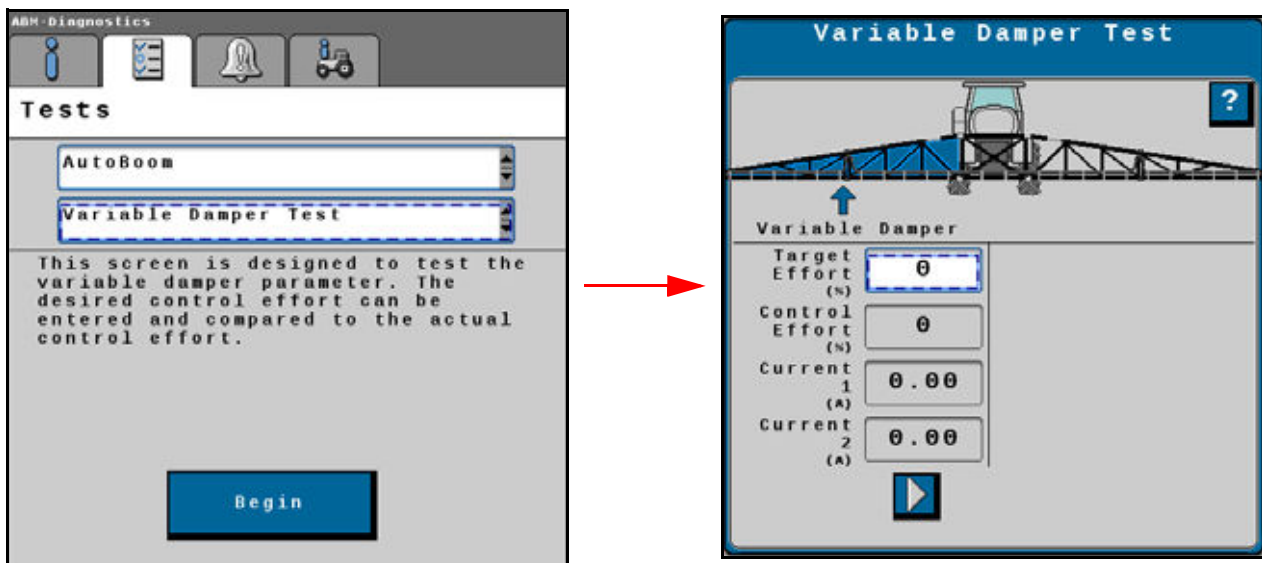 ABM-Diagnostics
Tests
AutoBoom
Variable Damper Test
This screen is designed to test the
variable damper parameter. The
desired control effort can be
entered and compared to the actual
control effort.
Begin
Variable Damper Test
?
Variable Damper
Target
Effort
(%)
0
Control
Effort
(%)
0
Current
1
(A)
0.00
Current
2
(A)
0.00